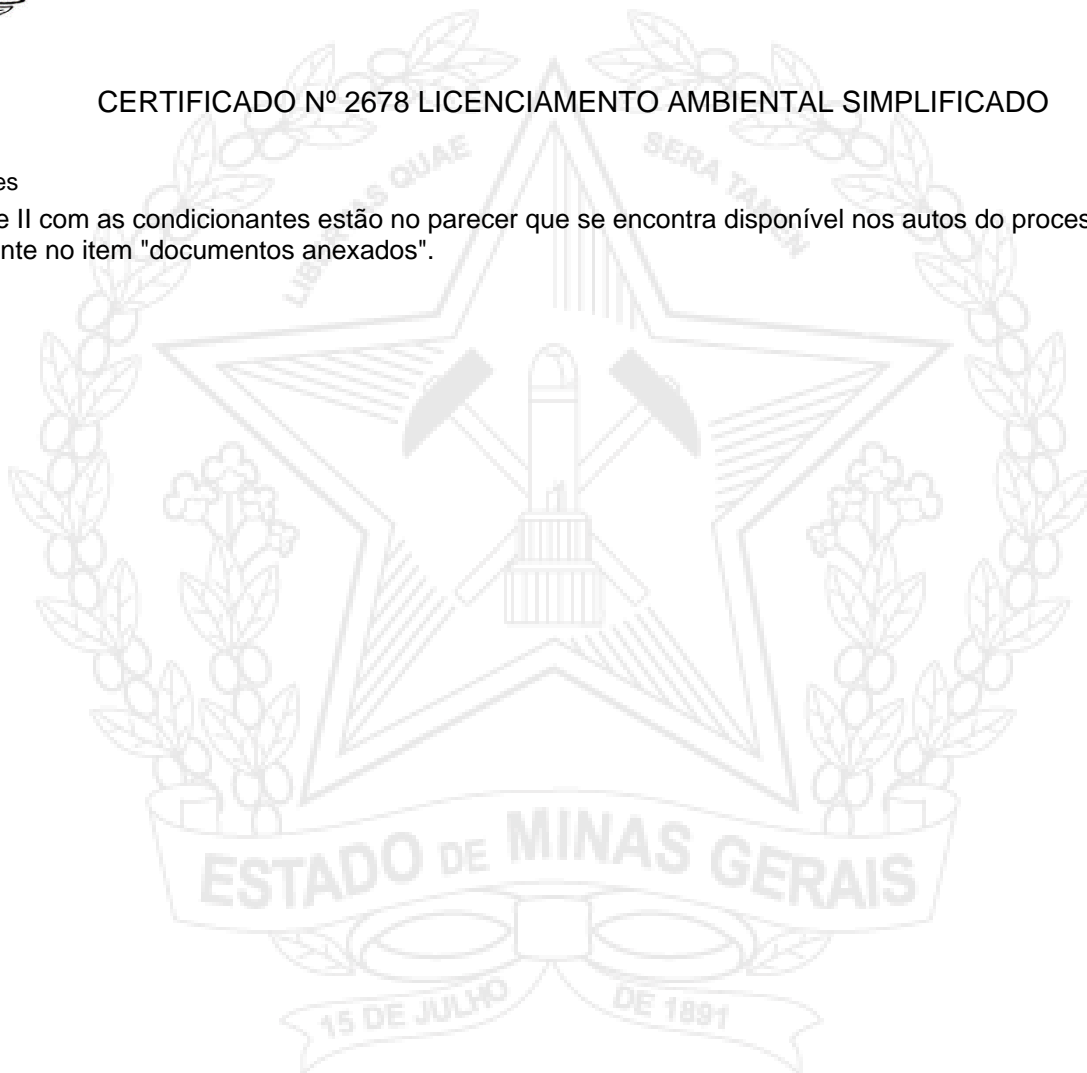 CERTIFICADO Nº 2678 LICENCIAMENTO AMBIENTAL SIMPLIFICADO
es
e II com as condicionantes estão no parecer que se encontra disponível nos autos do proces
nte no item "documentos anexados".
LIBERTAS QUAE SERA TAMEN
ESTADO DE MINAS GERAIS
15 DE JULHO DE 1891